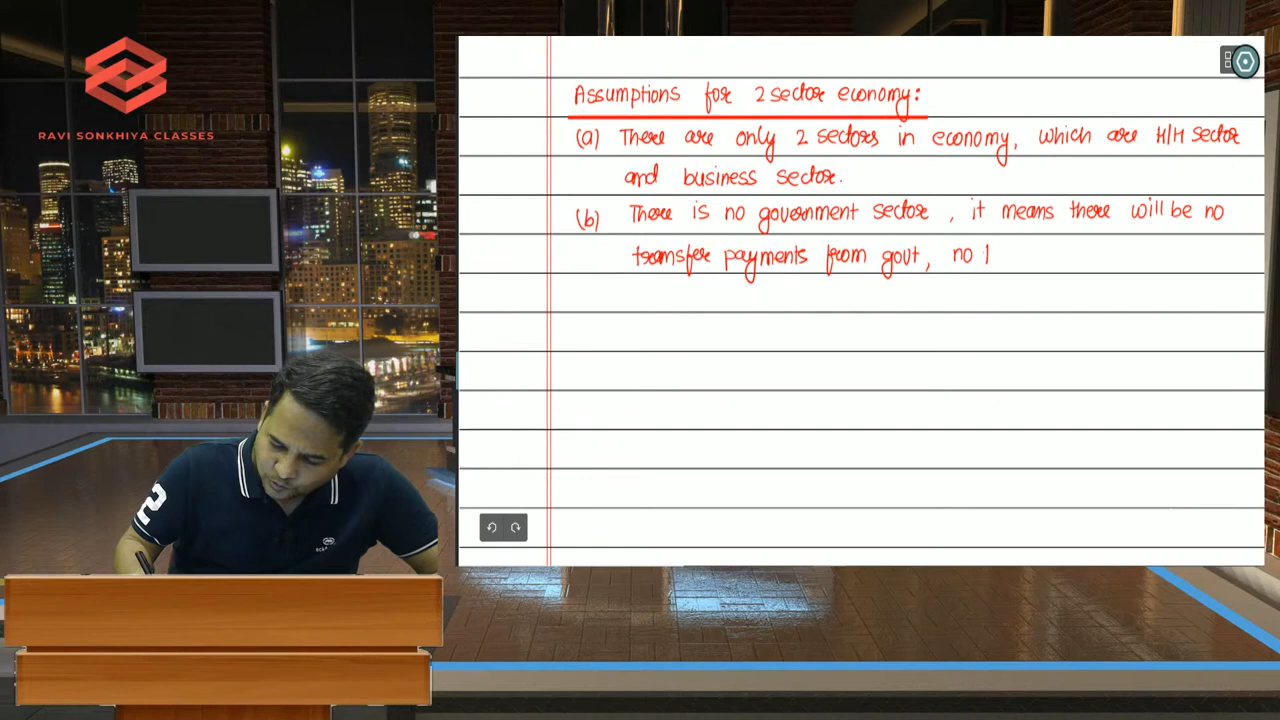 RAVI SONKHIYA CLASSES
Assumptions for 2 sector economy:
(a) There are only 2 sectors in economy, which are H/H sector
and business sector.
(b) There is no government sector, it means there will be no
transfer payments from govt, no
2